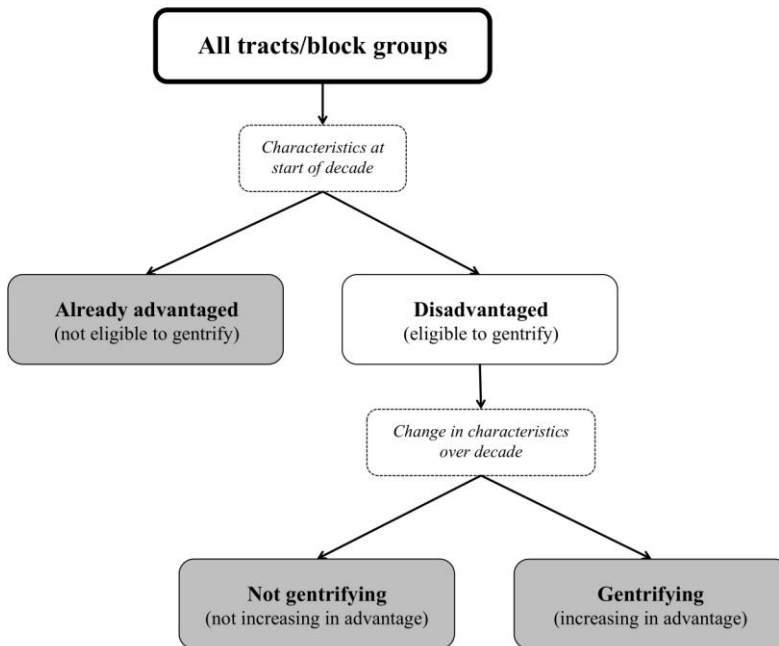 All tracts/block groups
Characteristics at
start of decade
Already advantaged
(not eligible to gentrify)
Disadvantaged
(eligible to gentrify)
Change in characteristics
over decade
Not gentrifying
(not increasing in advantage)
Gentrifying
(increasing in advantage)